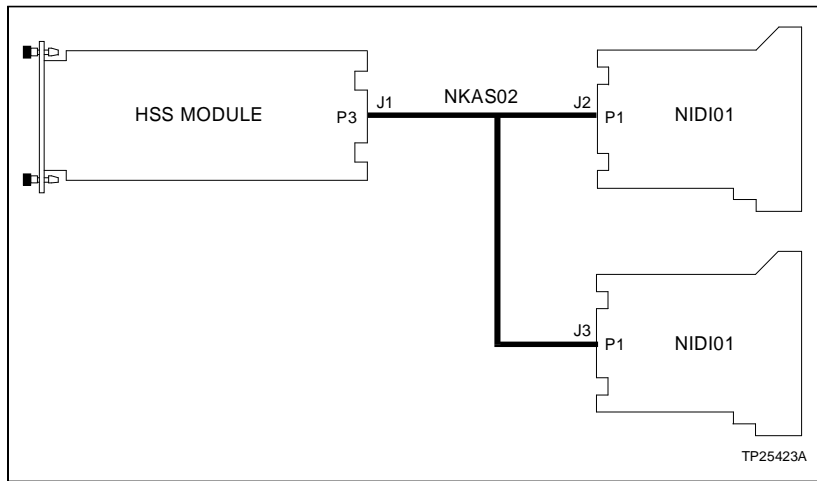 HSS MODULE
P3
J1
NKAS02
J2
P1
NIDI01
J3
P1
NIDI01
TP25423A